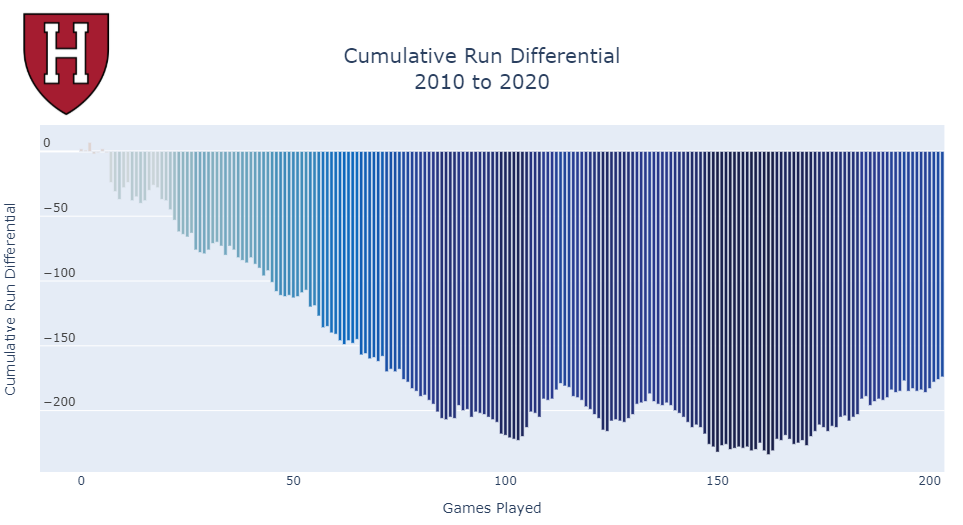 H
Cumulative Run Differential
2010 to 2020
0
−50
−100
−150
−200
Cumulative Run Differential
0 50 100 150 200
Games Played